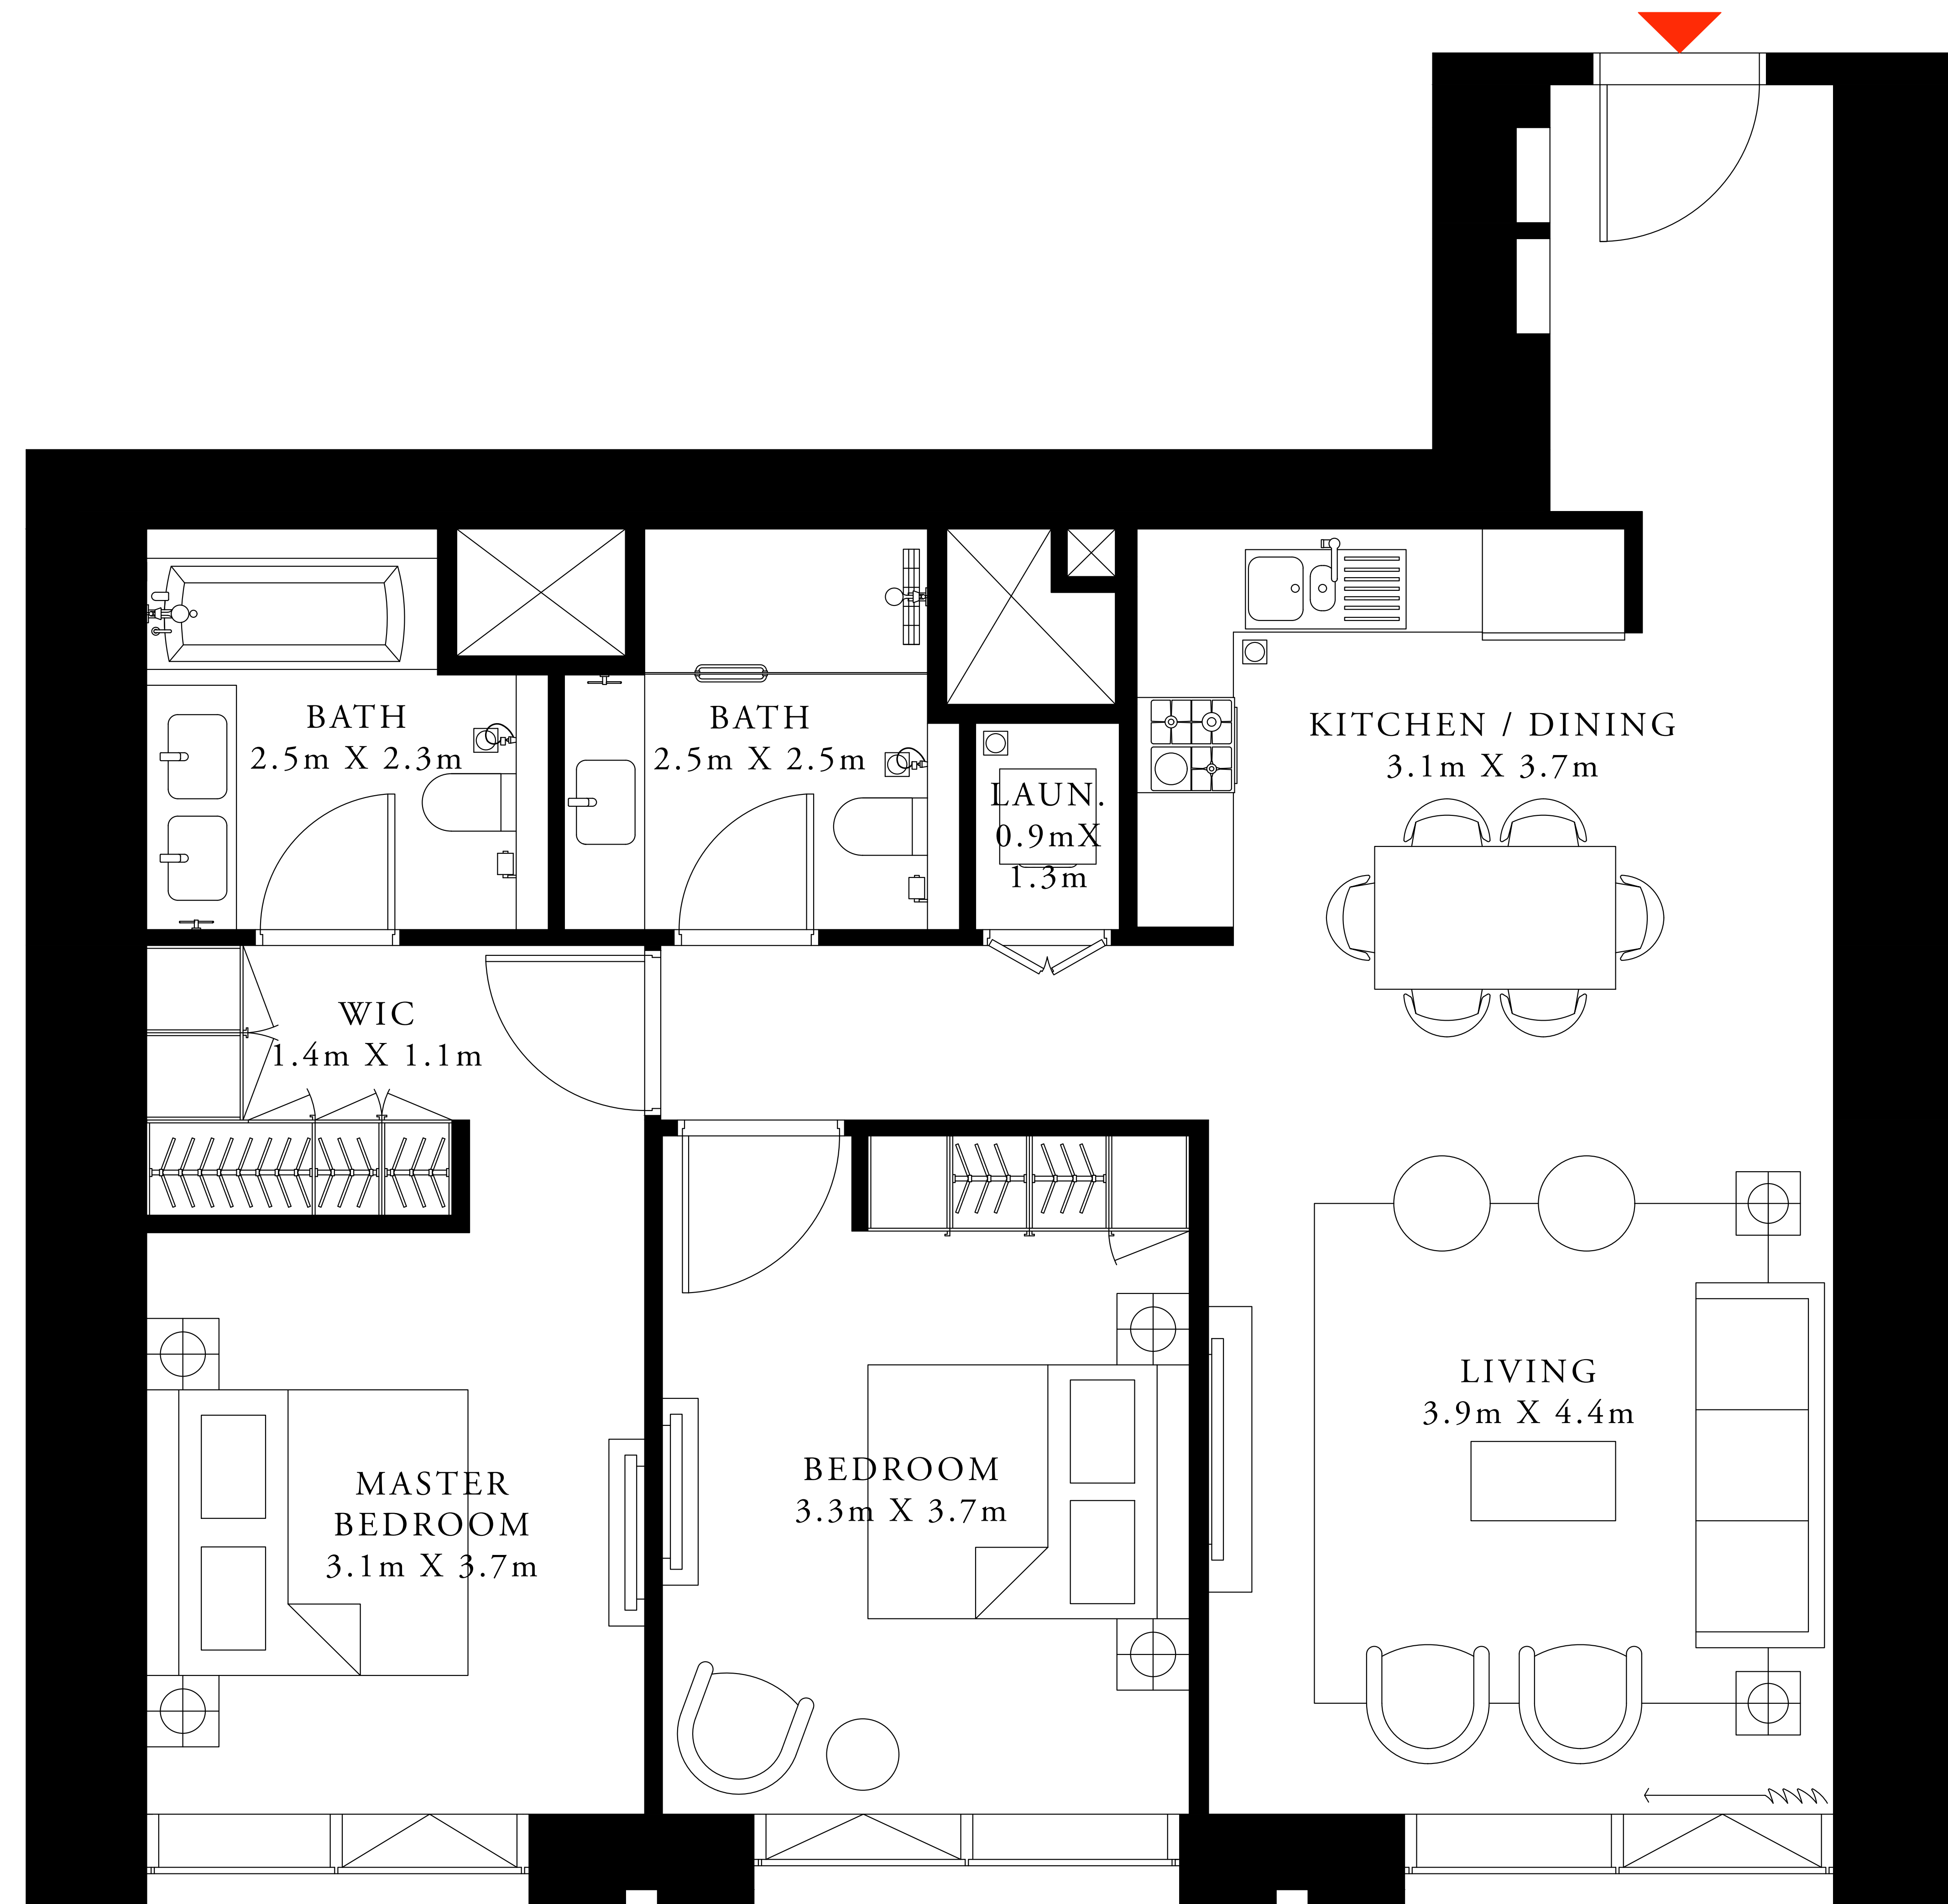 BATH
2.5m X 2.3m
BATH
2.5m X 2.5m
LAUN.
0.9mX
1.3m
KITCHEN / DINING
3.1m X 3.7m
WIC
1.4m X 1.1m
MASTER
BEDROOM
3.1m X 3.7m
BEDROOM
3.3m X 3.7m
LIVING
3.9m X 4.4m